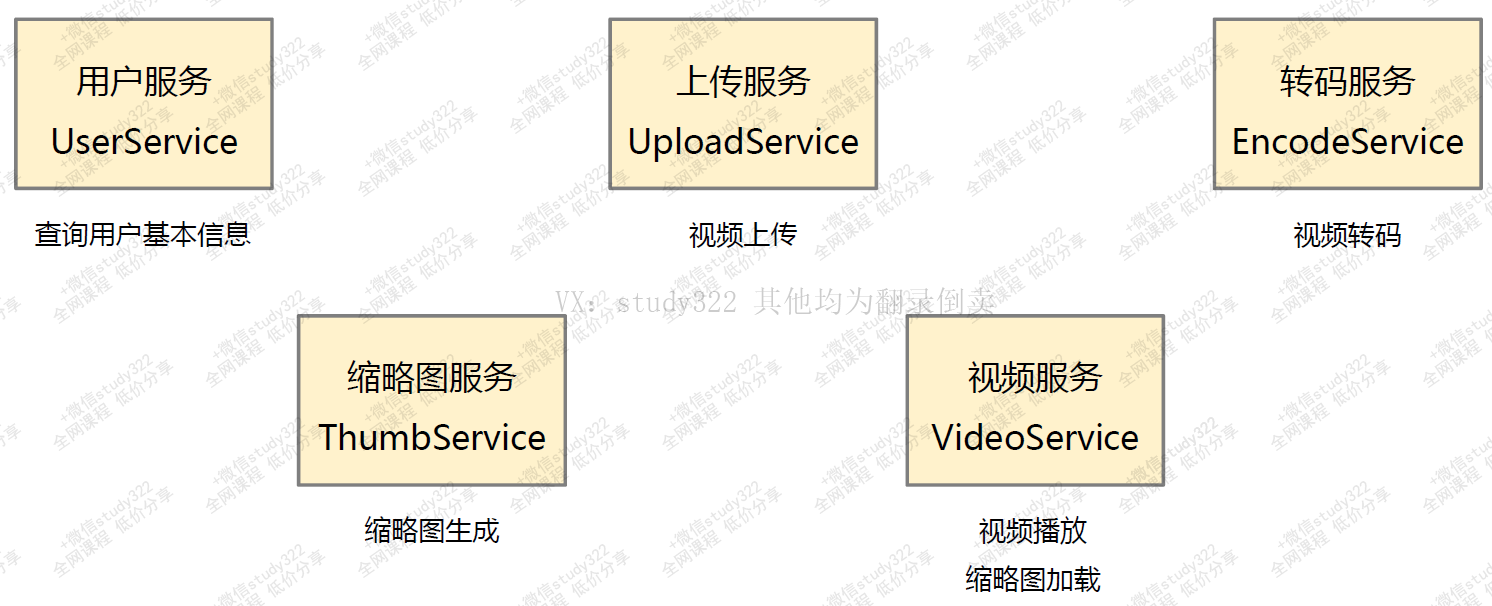 用户服务
UserService
查询用户基本信息
上传服务
UploadService
视频上传
转码服务
EncodeService
视频转码
VX: study322 其他均为翻录倒卖
缩略图服务
ThumbService
缩略图生成
视频服务
VideoService
视频播放
缩略图加载
+微信study322
全网课程 低价分享